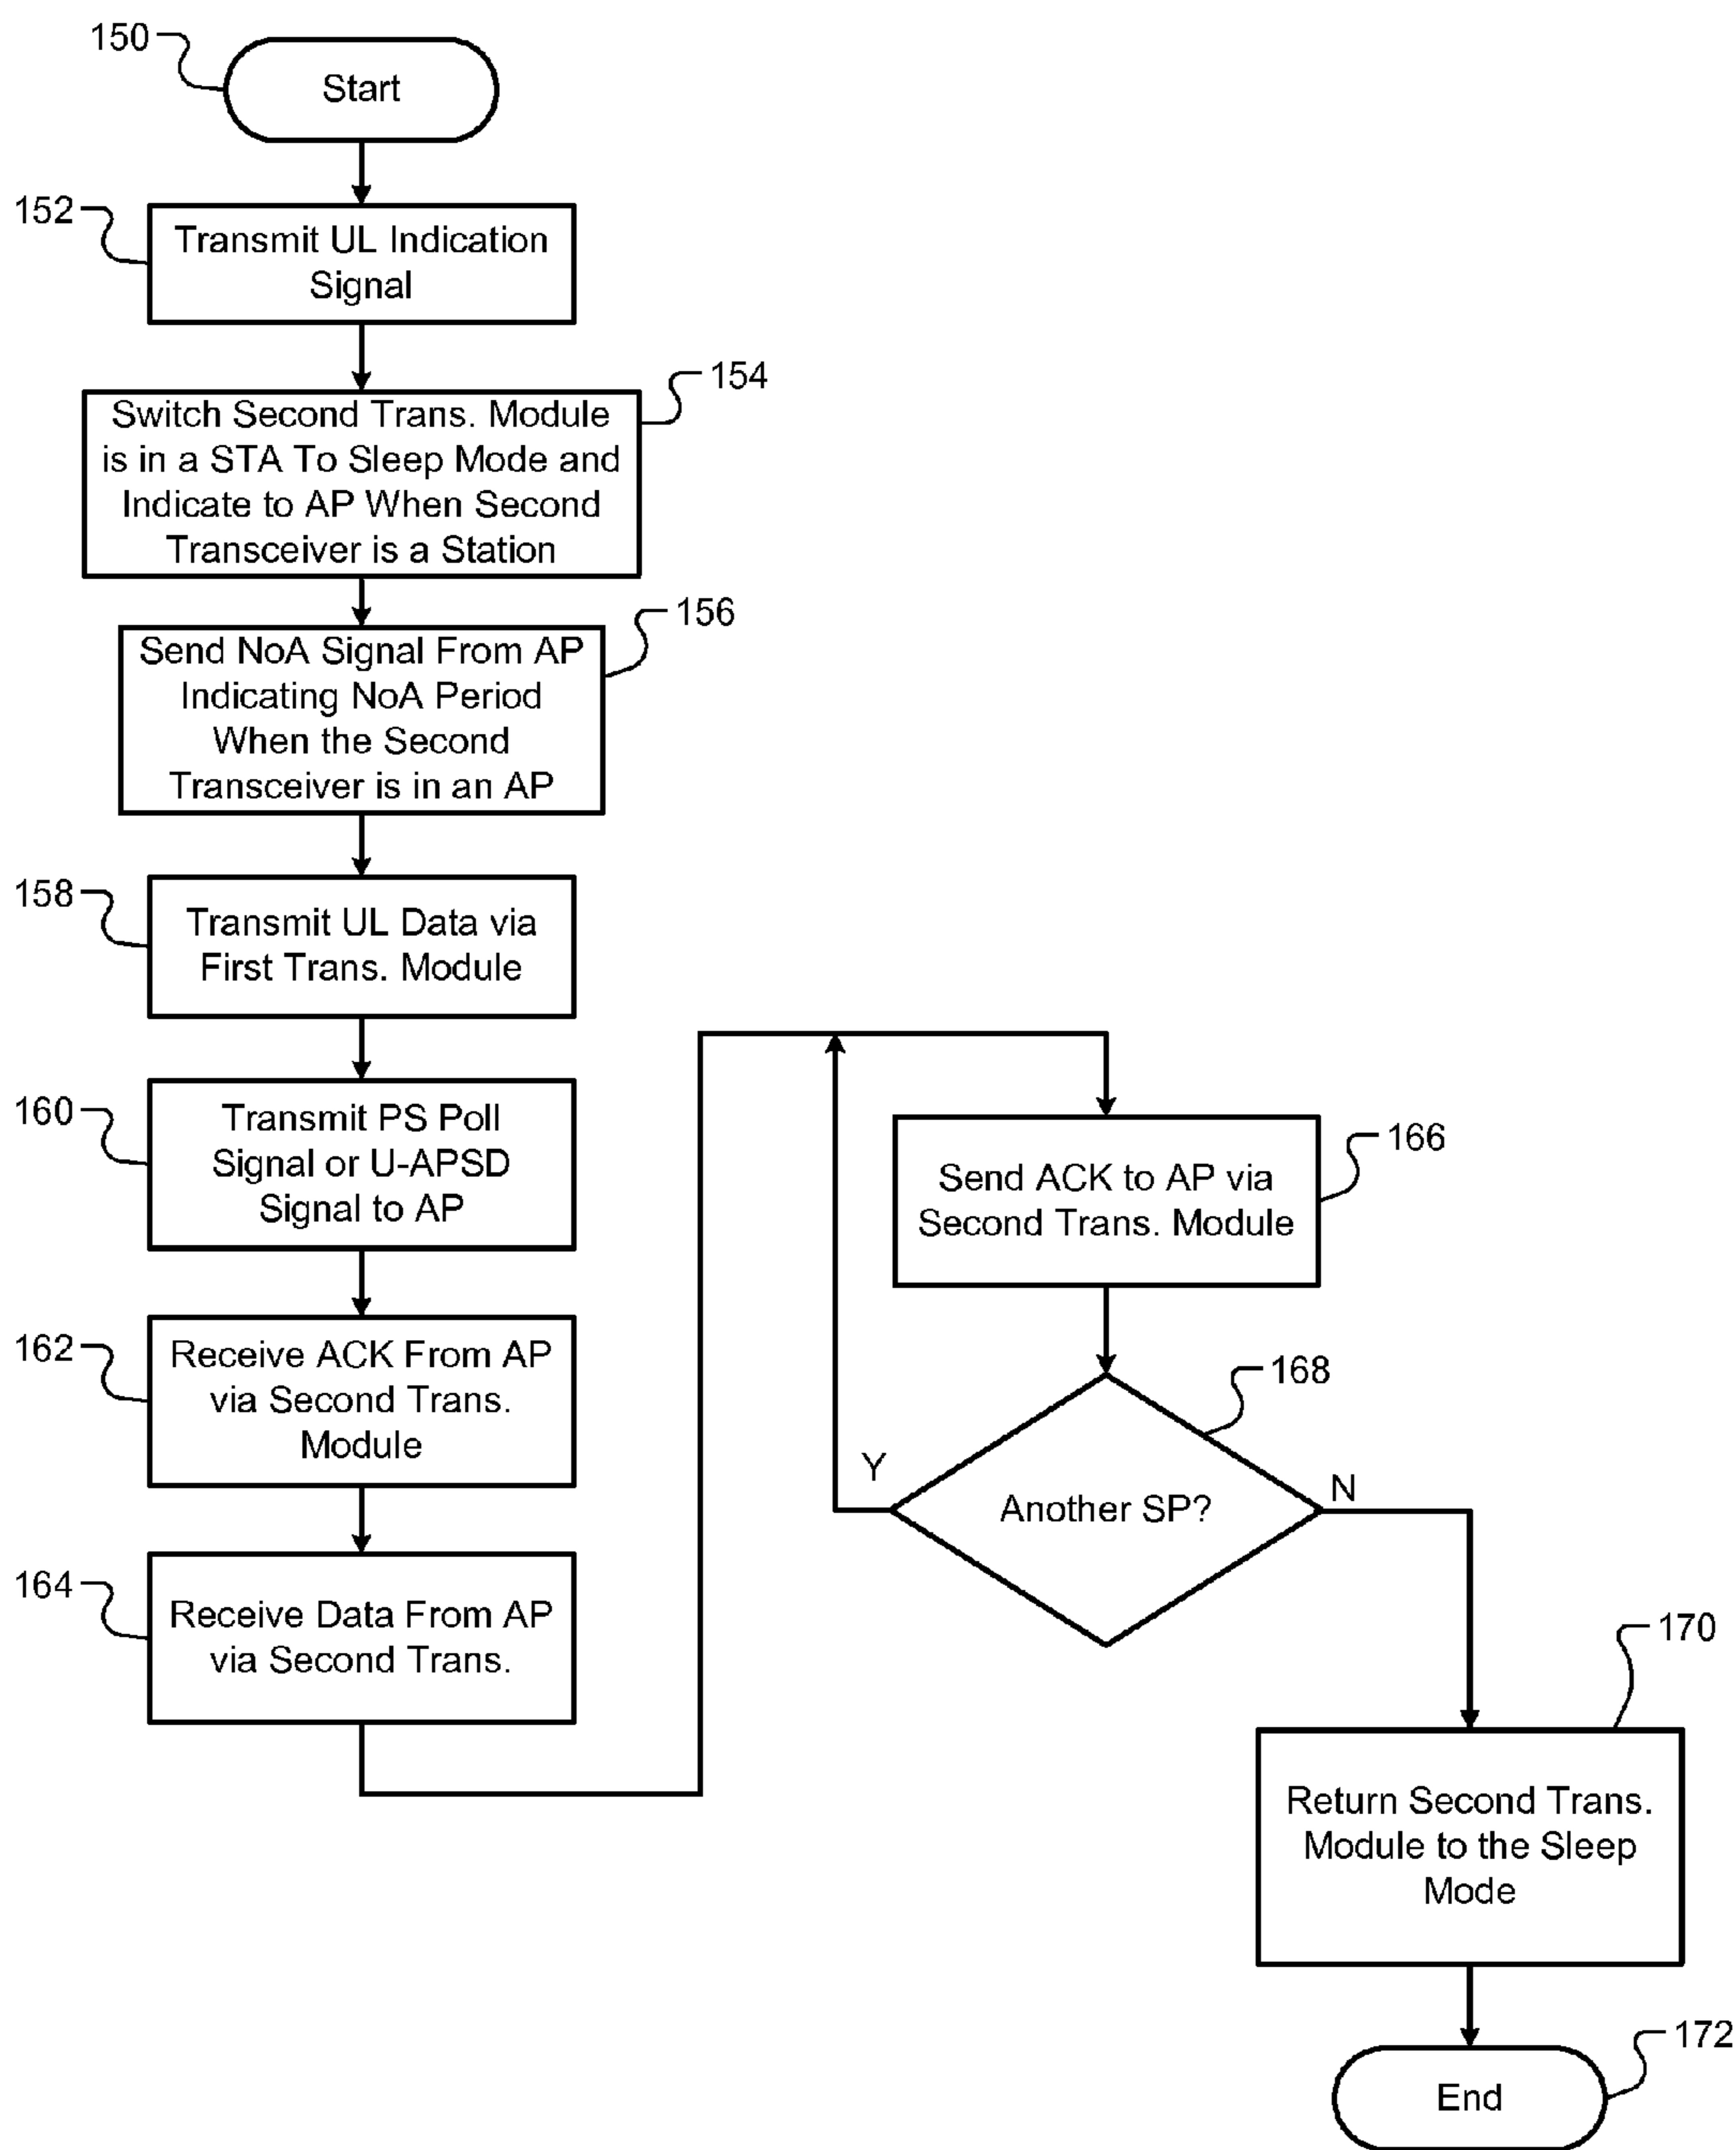 150
Start
152
Transmit UL Indication
Signal
154
Switch Second Trans. Module
is in a STA To Sleep Mode and
Indicate to AP When Second
Transceiver is a Station
156
Send NoA Signal From AP
Indicating NoA Period
When the Second
Transceiver is in an AP
158
Transmit UL Data via
First Trans. Module
160
Transmit PS Poll
Signal or U-APSD
Signal to AP
162
Receive ACK From AP
via Second Trans.
Module
164
Receive Data From AP
via Second Trans.
166
Send ACK to AP via
Second Trans. Module
168
Another SP?
Y
N
170
Return Second Trans.
Module to the Sleep
Mode
172
End